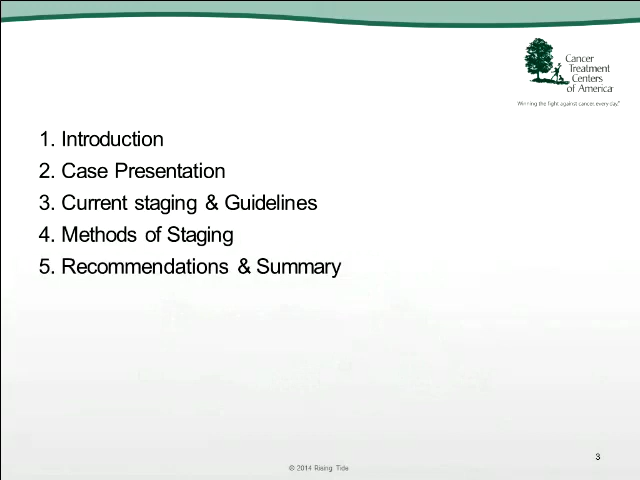 Cancer
Treatment
Centers
of America
Winning the fight against cancer, every day.®
1. Introduction
2. Case Presentation
3. Current staging & Guidelines
4. Methods of Staging
5. Recommendations & Summary
3
© 2014 Rising Tide